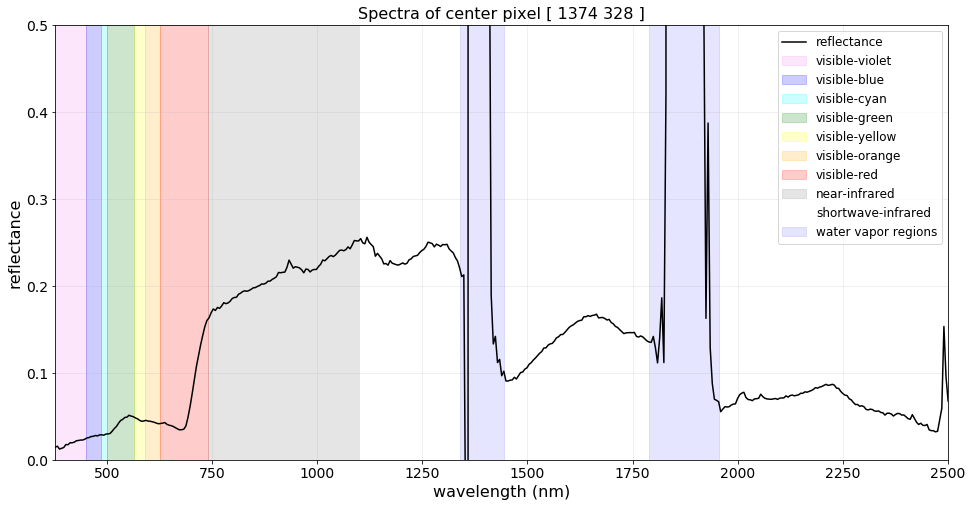 Spectra of center pixel [ 1374 328 ]
reflectance
0.5
0.4
0.3
0.2
0.1
0.0
500
750
1000
1250
1500
1750
2000
2250
2500
wavelength (nm)
reflectance
visible-violet
visible-blue
visible-cyan
visible-green
visible-yellow
visible-orange
visible-red
near-infrared
shortwave-infrared
water vapor regions